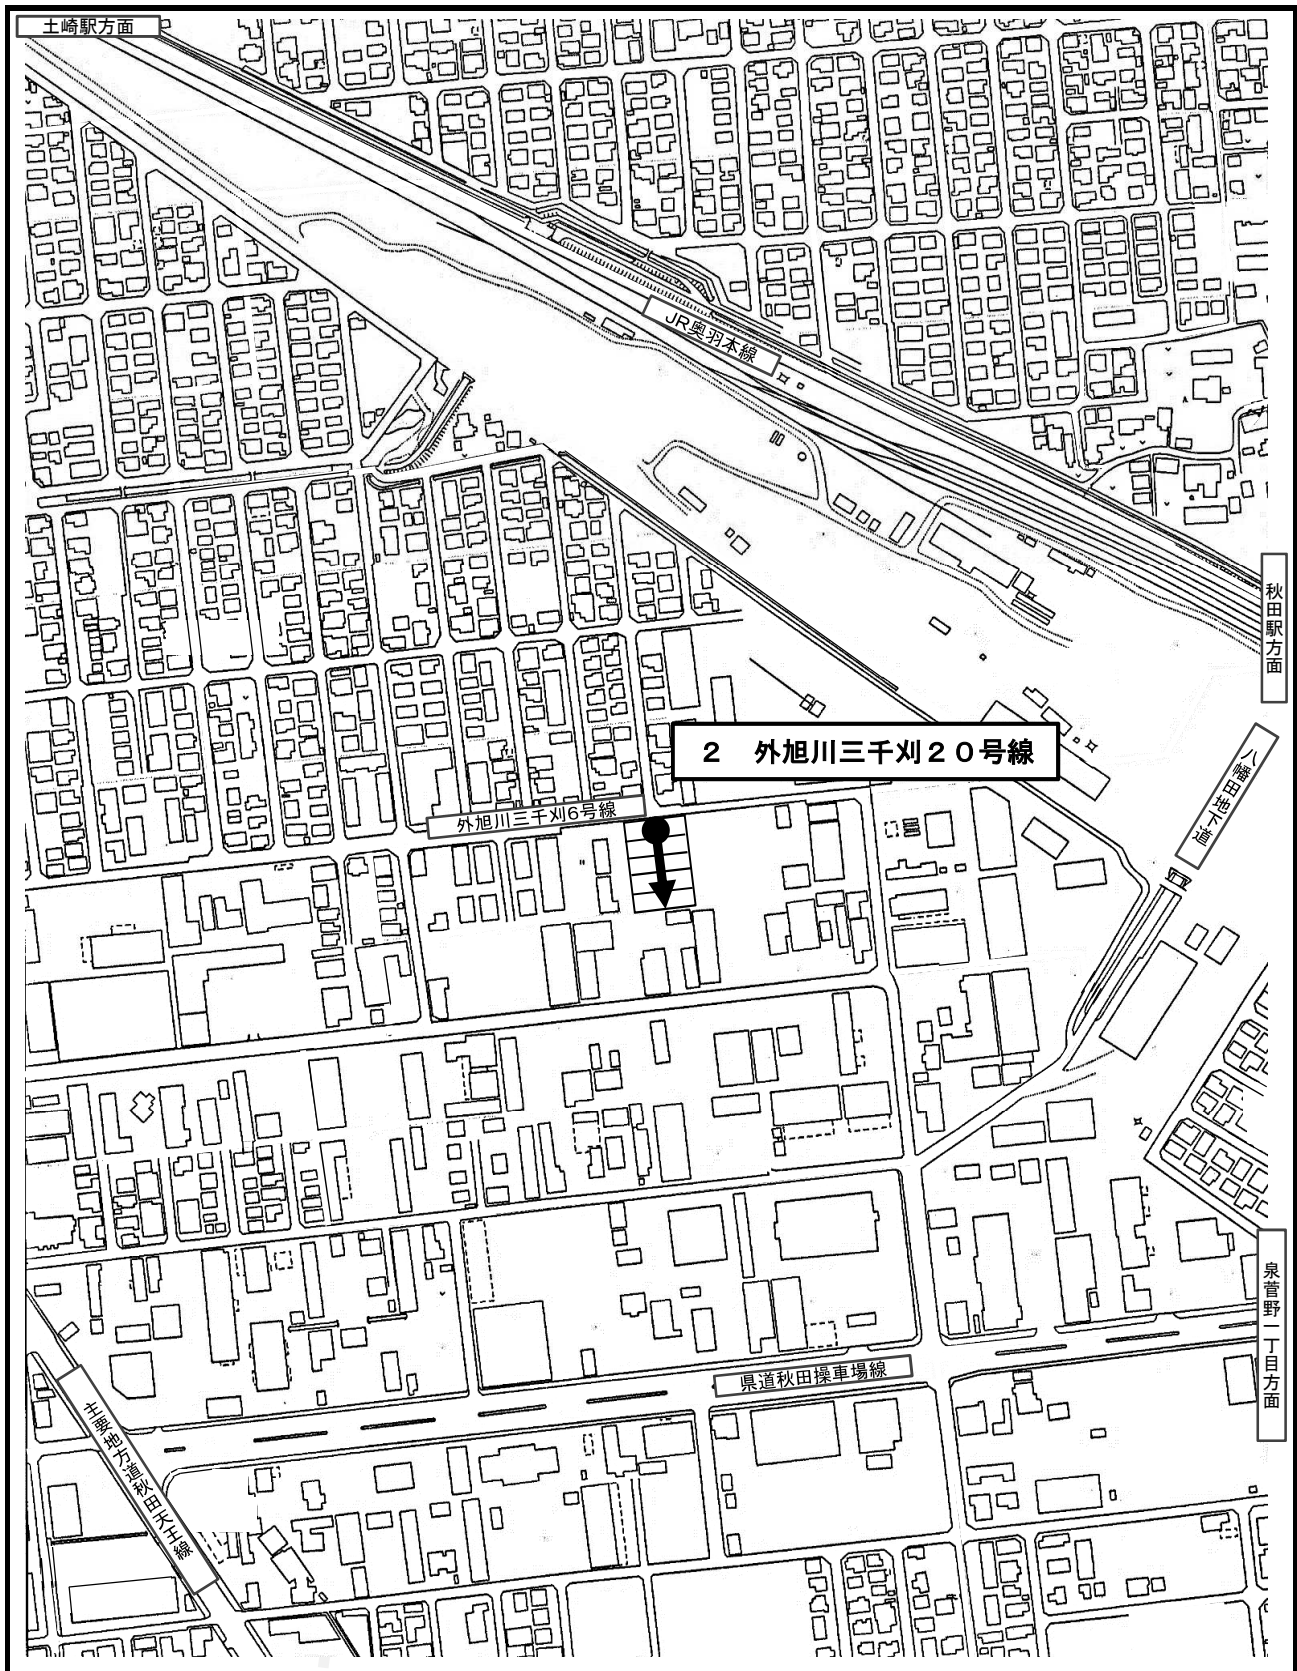 土崎駅方面
JR奥羽本線
秋田駅方面
2 外旭川三千刈20号線
八幡田地下道
外旭川三千刈6号線
泉菅野一丁目方面
県道秋田操車場線
主要地方道秋田天王線